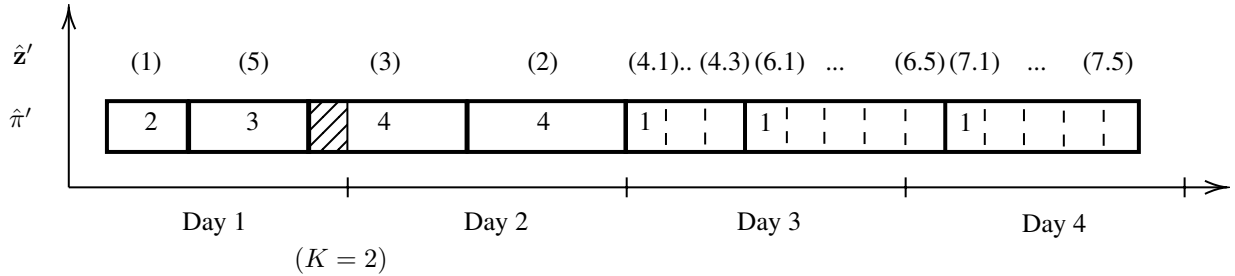 ẑ′ (1) (5) (3) (2) (4.1).. (4.3) (6.1) ... (6.5) (7.1) ... (7.5)
π̂′ 2 3 4 4 1 1 1
Day 1 Day 2 Day 3 Day 4
(K = 2)